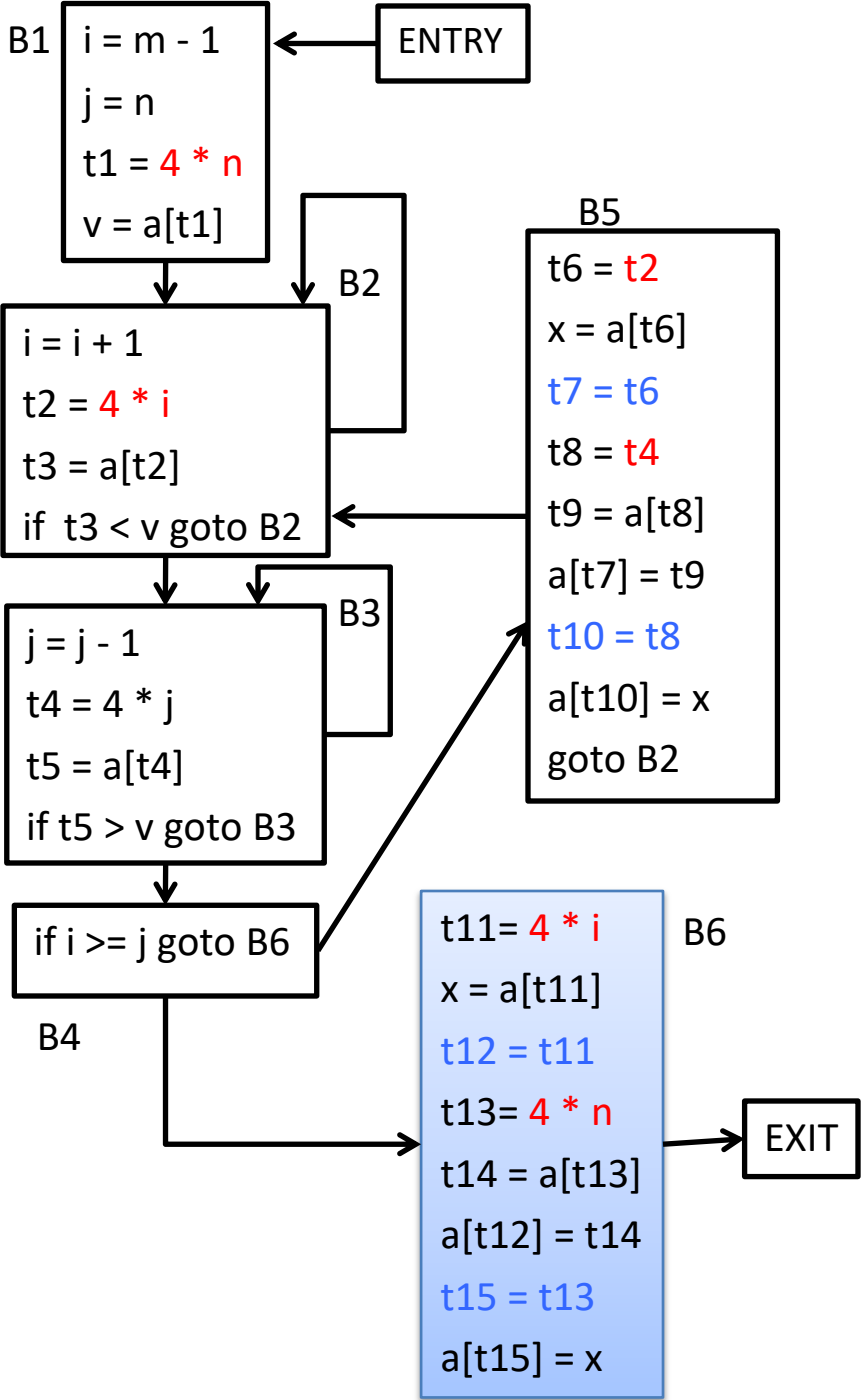 B1
i = m - 1
j = n
t1 = 4 * n
v = a[t1]
ENTRY
B2
i = i + 1
t2 = 4 * i
t3 = a[t2]
if t3 < v goto B2
B3
j = j - 1
t4 = 4 * j
t5 = a[t4]
if t5 > v goto B3
if i >= j goto B6
B4
B5
t6 = t2
x = a[t6]
t7 = t6
t8 = t4
t9 = a[t8]
a[t7] = t9
t10 = t8
a[t10] = x
goto B2
B6
t11= 4 * i
x = a[t11]
t12 = t11
t13= 4 * n
t14 = a[t13]
a[t12] = t14
t15 = t13
a[t15] = x
EXIT